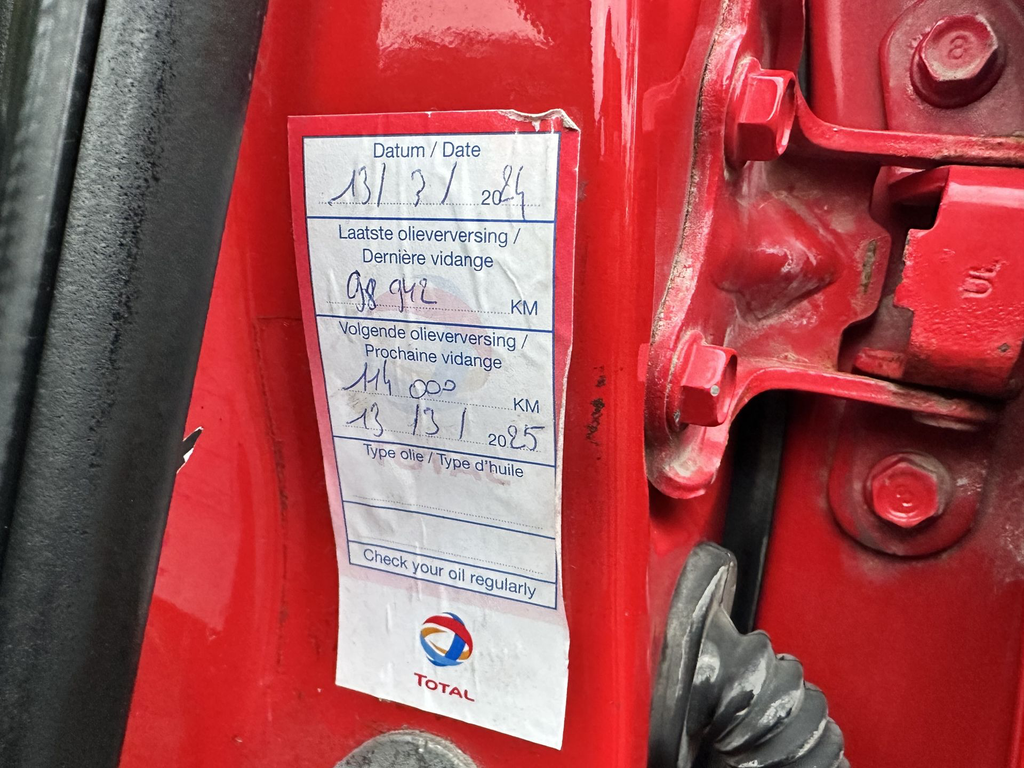 Datum / Date
13 / 3 / 2024
Laatste olieverversing /
Dernière vidange
98 942 KM
Volgende olieverversing /
Prochaine vidange
114 000 KM
13 / 3 / 2025
Type olie / Type d'huile
Check your oil regularly
TOTAL
8